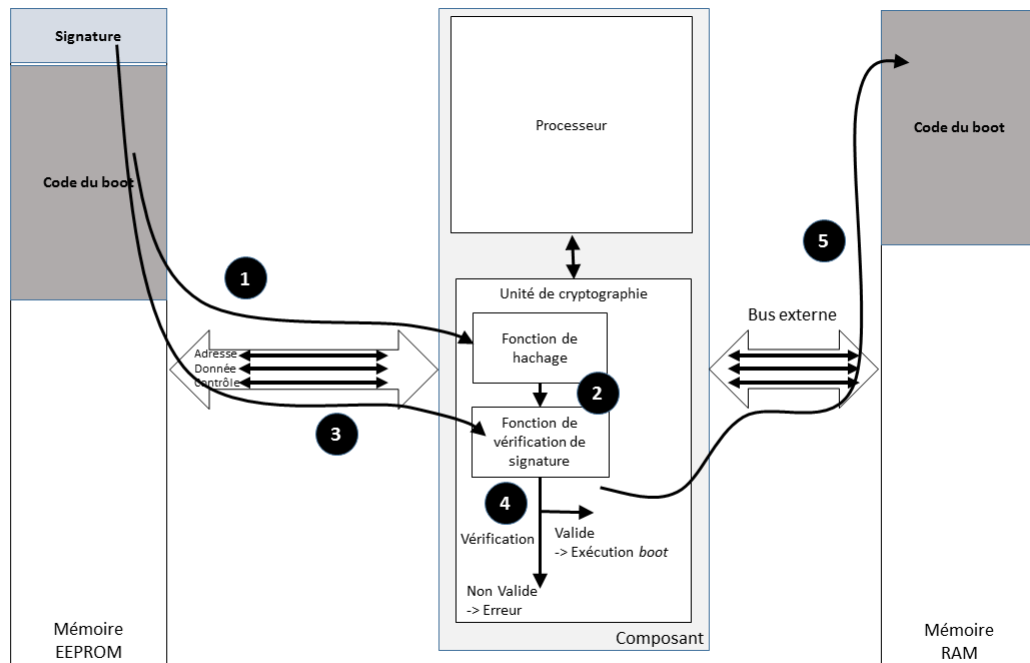 Signature
Code du boot
Mémoire
EEPROM
1
Adresse
Donnée
Contrôle
3
Processeur
Unité de cryptographie
Fonction de
hachage
2
Fonction de
vérification de
signature
4
Vérification
Valide
-> Exécution boot
Non Valide
-> Erreur
Composant
5
Bus externe
Code du boot
Mémoire
RAM